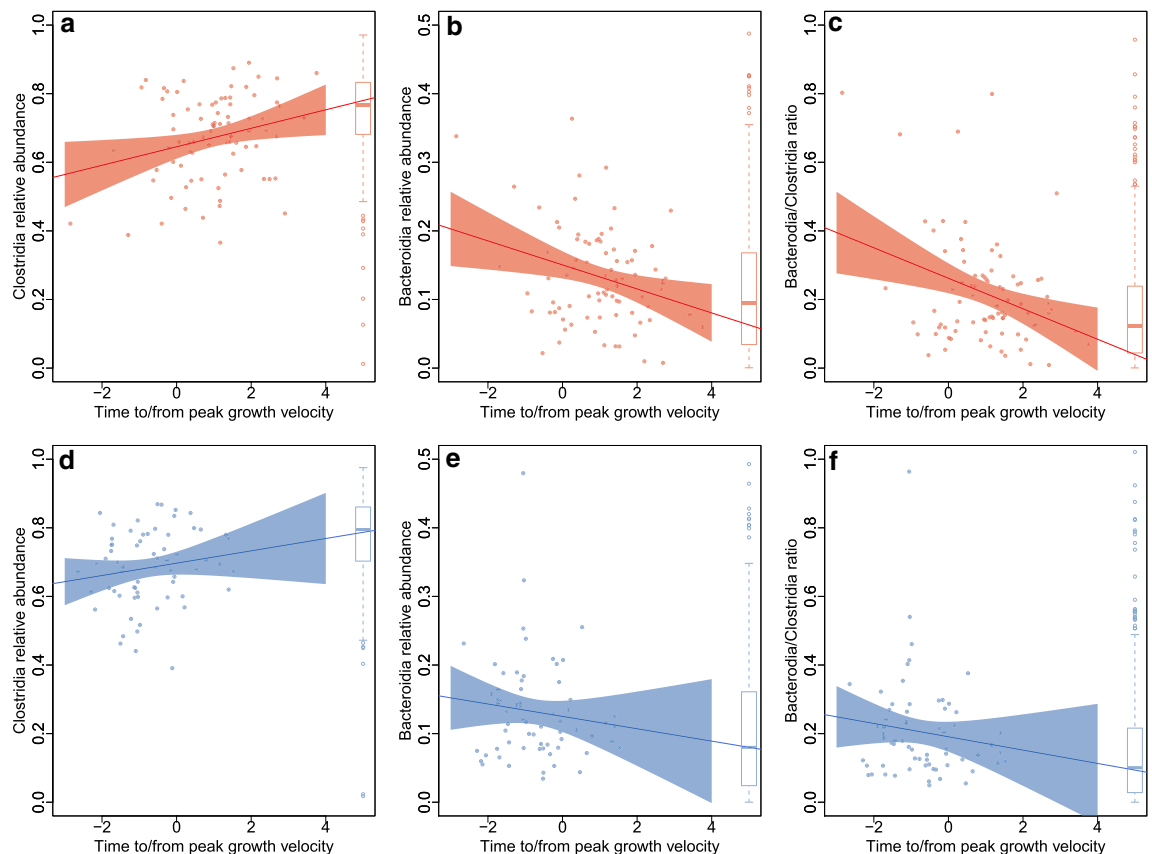 a
Clostridia relative abundance
0.0 0.2 0.4 0.6 0.8 1.0
−2 0 2 4
Time to/from peak growth velocity
b
Bacteroidia relative abundance
0.0 0.1 0.2 0.3 0.4 0.5
−2 0 2 4
Time to/from peak growth velocity
c
Bacterodia/Clostridia ratio
0.0 0.2 0.4 0.6 0.8 1.0
−2 0 2 4
Time to/from peak growth velocity
d
Clostridia relative abundance
0.0 0.2 0.4 0.6 0.8 1.0
−2 0 2 4
Time to/from peak growth velocity
e
Bacteroidia relative abundance
0.0 0.1 0.2 0.3 0.4 0.5
−2 0 2 4
Time to/from peak growth velocity
f
Bacterodia/Clostridia ratio
0.0 0.2 0.4 0.6 0.8 1.0
−2 0 2 4
Time to/from peak growth velocity